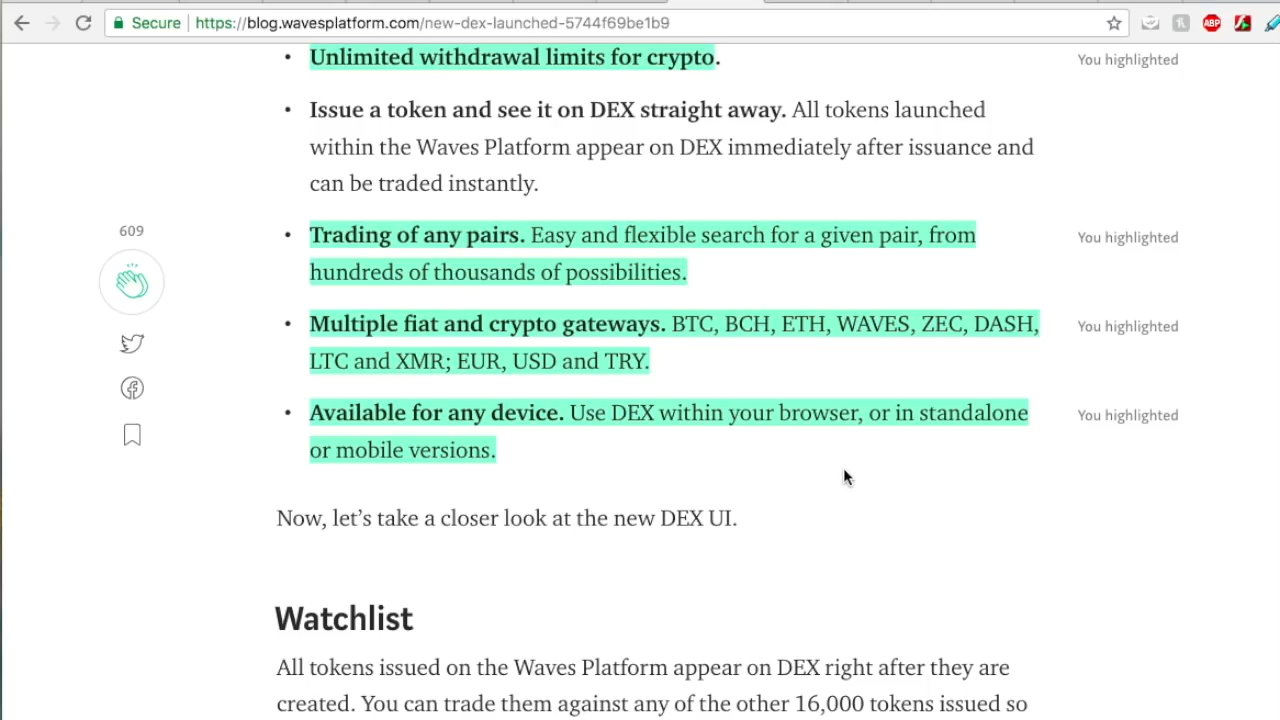 Secure | https://blog.wavesplatform.com/new-dex-launched-5744f69be1b9
ABP
• Unlimited withdrawal limits for crypto.
You highlighted
• Issue a token and see it on DEX straight away. All tokens launched
within the Waves Platform appear on DEX immediately after issuance and
can be traded instantly.
609
• Trading of any pairs. Easy and flexible search for a given pair, from
hundreds of thousands of possibilities.
You highlighted
• Multiple fiat and crypto gateways. BTC, BCH, ETH, WAVES, ZEC, DASH,
LTC and XMR; EUR, USD and TRY.
You highlighted
• Available for any device. Use DEX within your browser, or in standalone
or mobile versions.
You highlighted
Now, let’s take a closer look at the new DEX UI.
Watchlist
All tokens issued on the Waves Platform appear on DEX right after they are
created. You can trade them against any of the other 16,000 tokens issued so